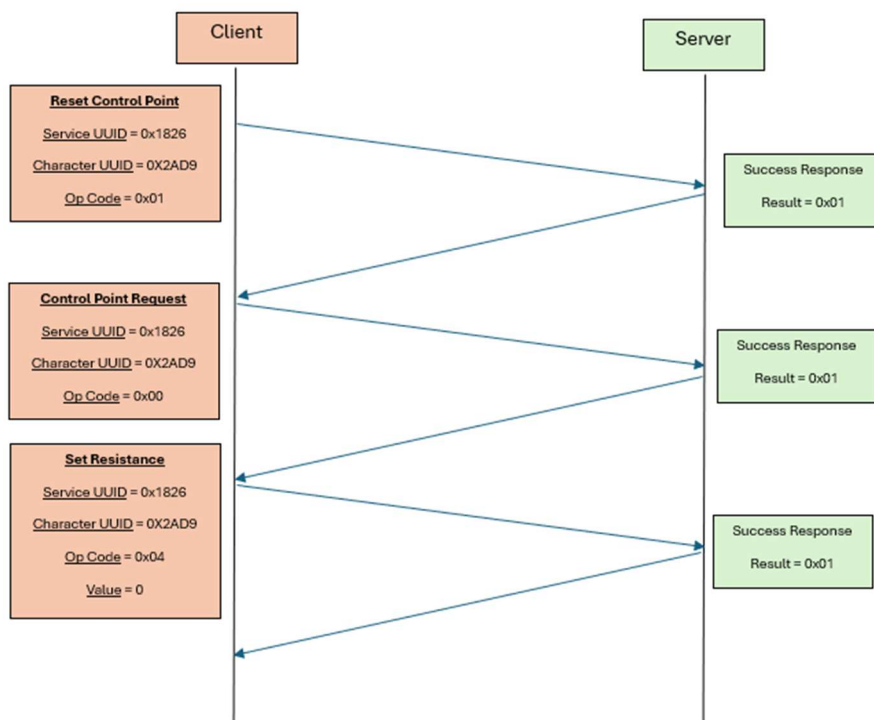 Client
Server
Reset Control Point
Service UUID = 0x1826
Character UUID = 0X2AD9
Op Code = 0x01
Success Response
Result = 0x01
Control Point Request
Service UUID = 0x1826
Character UUID = 0X2AD9
Op Code = 0x00
Success Response
Result = 0x01
Set Resistance
Service UUID = 0x1826
Character UUID = 0X2AD9
Op Code = 0x04
Value = 0
Success Response
Result = 0x01